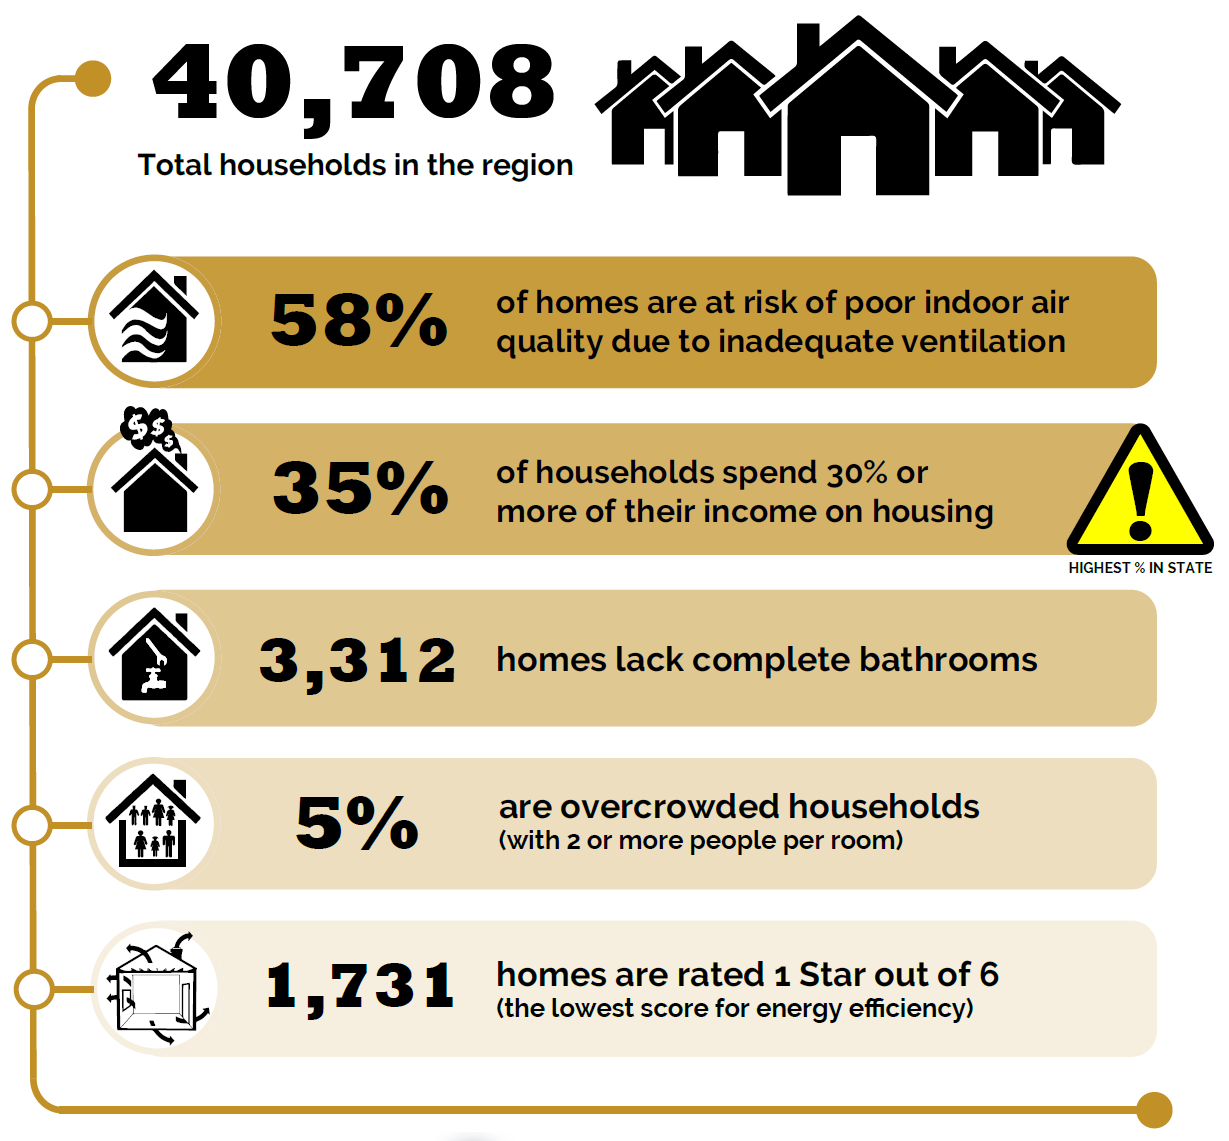 40,708
Total households in the region
58%
of homes are at risk of poor indoor air
quality due to inadequate ventilation
$ $ $
35%
of households spend 30% or
more of their income on housing
!
HIGHEST % IN STATE
3,312
homes lack complete bathrooms
5%
are overcrowded households
(with 2 or more people per room)
1,731
homes are rated 1 Star out of 6
(the lowest score for energy efficiency)